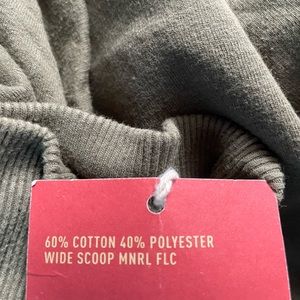 60% COTTON 40% POLYESTER
WIDE SCOOP MNRL FLC